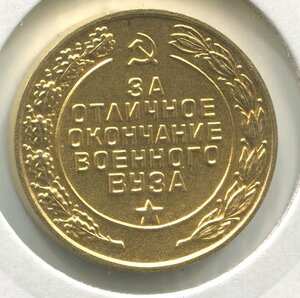 ЗА
ОТЛИЧНОЕ
ОКОНЧАНИЕ
ВОЕННОГО
ВУЗА